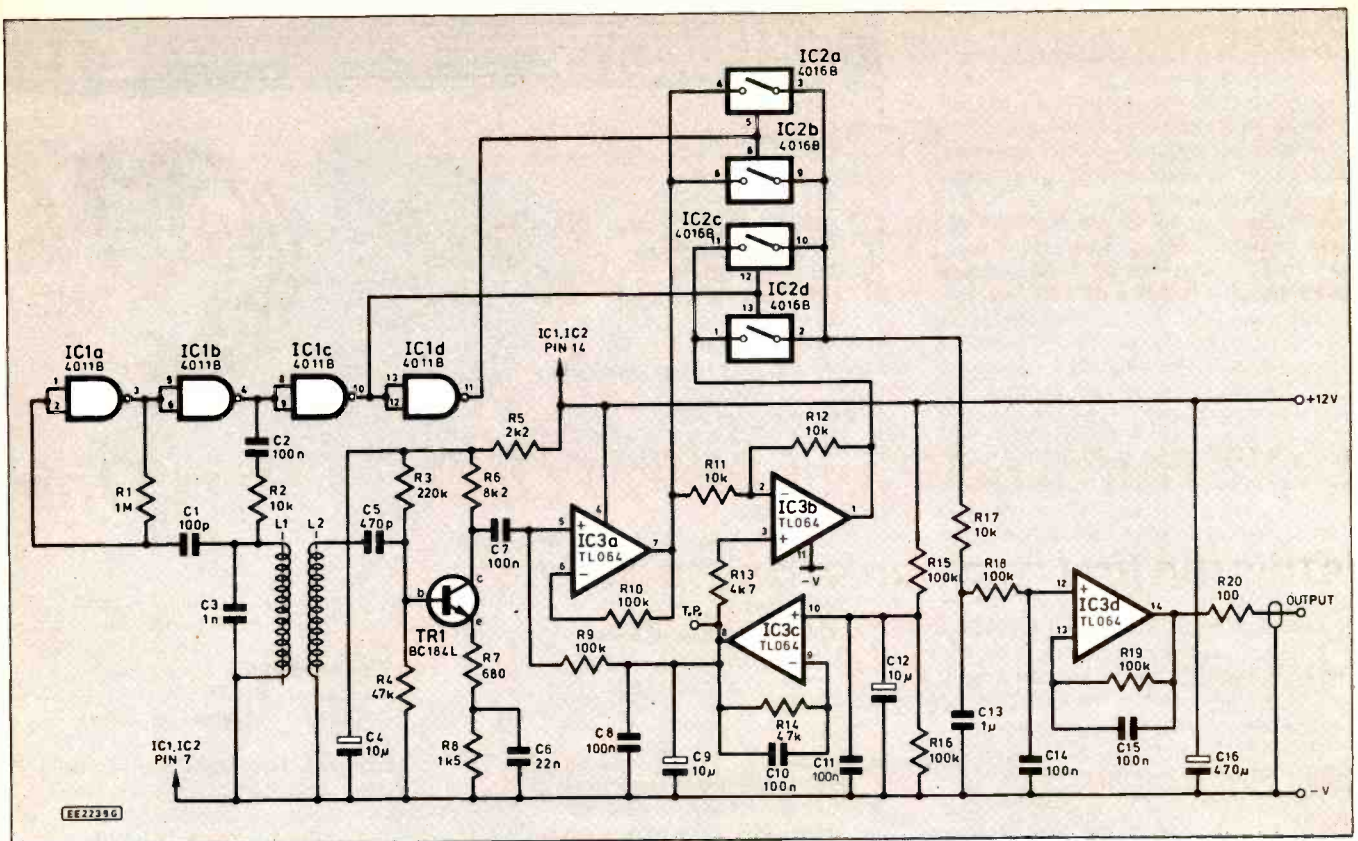 IC2a
4016B
4
3
5
IC2b
4016B
6
8
9
IC2c
4016B
11
10
12
IC2d
4016B
13
1
2
IC1, IC2
PIN 14
IC1a
4011B
IC1b
4011B
IC1c
4011B
IC1d
4011B
1
2
3
5
6
4
8
9
10
13
12
11
+12V
R1
1M
C2
100n
R2
10k
C1
100p
L1
L2
C3
1n
C5
470p
R3
220k
R5
2k2
R6
8k2
C7
100n
b
c
e
TR1
BC184L
R4
47k
R7
680
R8
1k5
C6
22n
C4
10µ
5
+
6
−
4
7
IC3a
TL064
R10
100k
R9
100k
C8
100n
C9
10µ
R11
10k
R12
10k
2
−
3
+
1
11
IC3b
TL064
−V
R13
4k7
T.P.
8
10
+
9
−
IC3c
TL064
R14
47k
C10
100n
C11
100n
C12
10µ
R15
100k
R16
100k
R17
10k
R18
100k
C13
1µ
C14
100n
12
+
13
−
14
IC3d
TL064
R19
100k
C15
100n
R20
100
OUTPUT
C16
470µ
IC1, IC2
PIN 7
−V
EE2239G